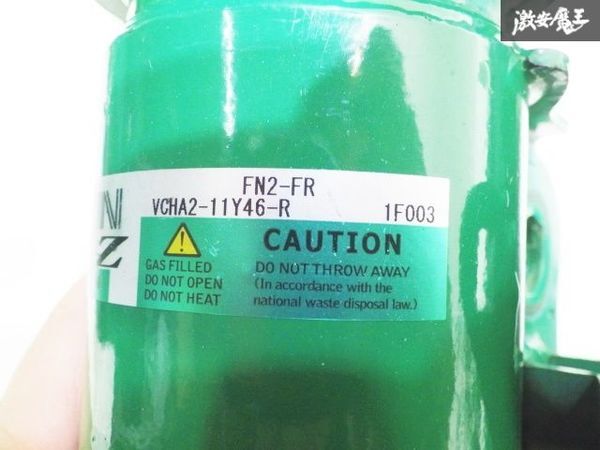 激安魔王
FN2-FR
VCHA2-11Y46-R 1F003
CAUTION
GAS FILLED
DO NOT OPEN
DO NOT HEAT
DO NOT THROW AWAY
(In accordance with the
national waste disposal law.)